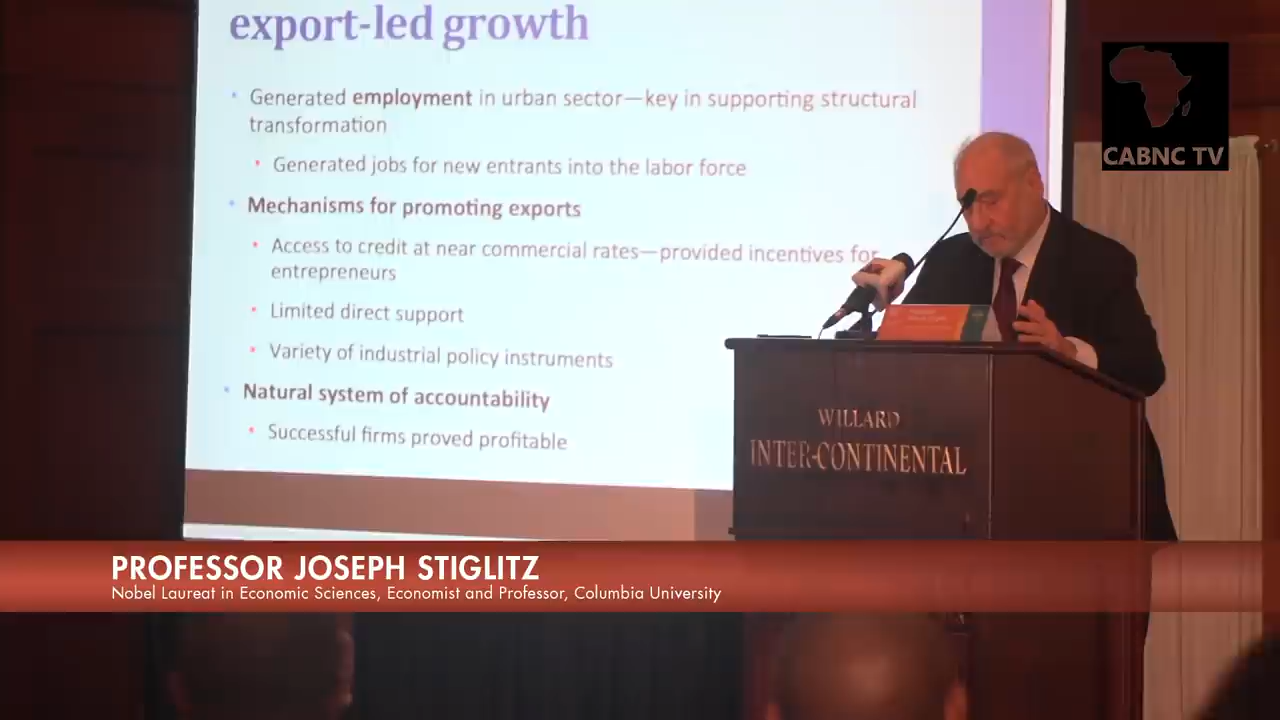 export-led growth
• Generated employment in urban sector—key in supporting structural
transformation
• Generated jobs for new entrants into the labor force
• Mechanisms for promoting exports
• Access to credit at near commercial rates—provided incentives for
entrepreneurs
• Limited direct support
• Variety of industrial policy instruments
• Natural system of accountability
• Successful firms proved profitable
CABNC TV
WILLARD
INTER-CONTINENTAL
PROFESSOR JOSEPH STIGLITZ
Nobel Laureat in Economic Sciences, Economist and Professor, Columbia University